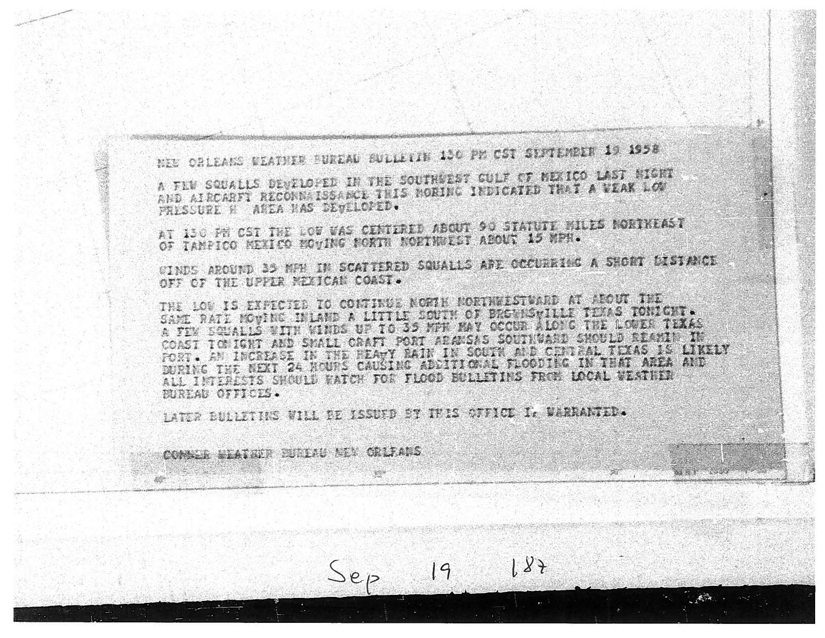 NEW ORLEANS WEATHER BUREAU BULLETIN 130 PM CST SEPTEMBER 19 1958
A FEW SQUALLS DEVELOPED IN THE SOUTHWEST GULF OF MEXICO LAST NIGHT
AND AIRCARFT RECONNAISSANCE THIS MORING INDICATED THAT A WEAK LOW
PRESSURE H AREA HAS DEVELOPED.
AT 130 PM CST THE LOW WAS CENTERED ABOUT 90 STATUTE MILES NORTHEAST
OF TAMPICO MEXICO MOVING NORTH NORTHWEST ABOUT 15 MPH.
WINDS AROUND 35 MPH IN SCATTERED SQUALLS ARE OCCURRING A SHORT DISTANCE
OFF OF THE UPPER MEXICAN COAST.
THE LOW IS EXPECTED TO CONTINUE NORTH NORTHWESTWARD AT ABOUT THE
SAME RATE MOVING INLAND A LITTLE SOUTH OF BROWNSVILLE TEXAS TONIGHT.
A FEW SQUALLS WITH WINDS UP TO 35 MPH MAY OCCUR ALONG THE LOWER TEXAS
COAST TONIGHT AND SMALL CRAFT PORT ARANSAS SOUTHWARD SHOULD REAMIN IN
PORT. AN INCREASE IN THE HEAVY RAIN IN SOUTH AND CENTRAL TEXAS IS LIKELY
DURING THE NEXT 24 HOURS CAUSING ADDITIONAL FLOODING IN THAT AREA AND
ALL INTERESTS SHOULD WATCH FOR FLOOD BULLETINS FROM LOCAL WEATHER
BUREAU OFFICES.
LATER BULLETINS WILL BE ISSUED BY THIS OFFICE IF WARRANTED.
CONNER WEATHER BUREAU NEW ORLEANS
Sep 19 18z